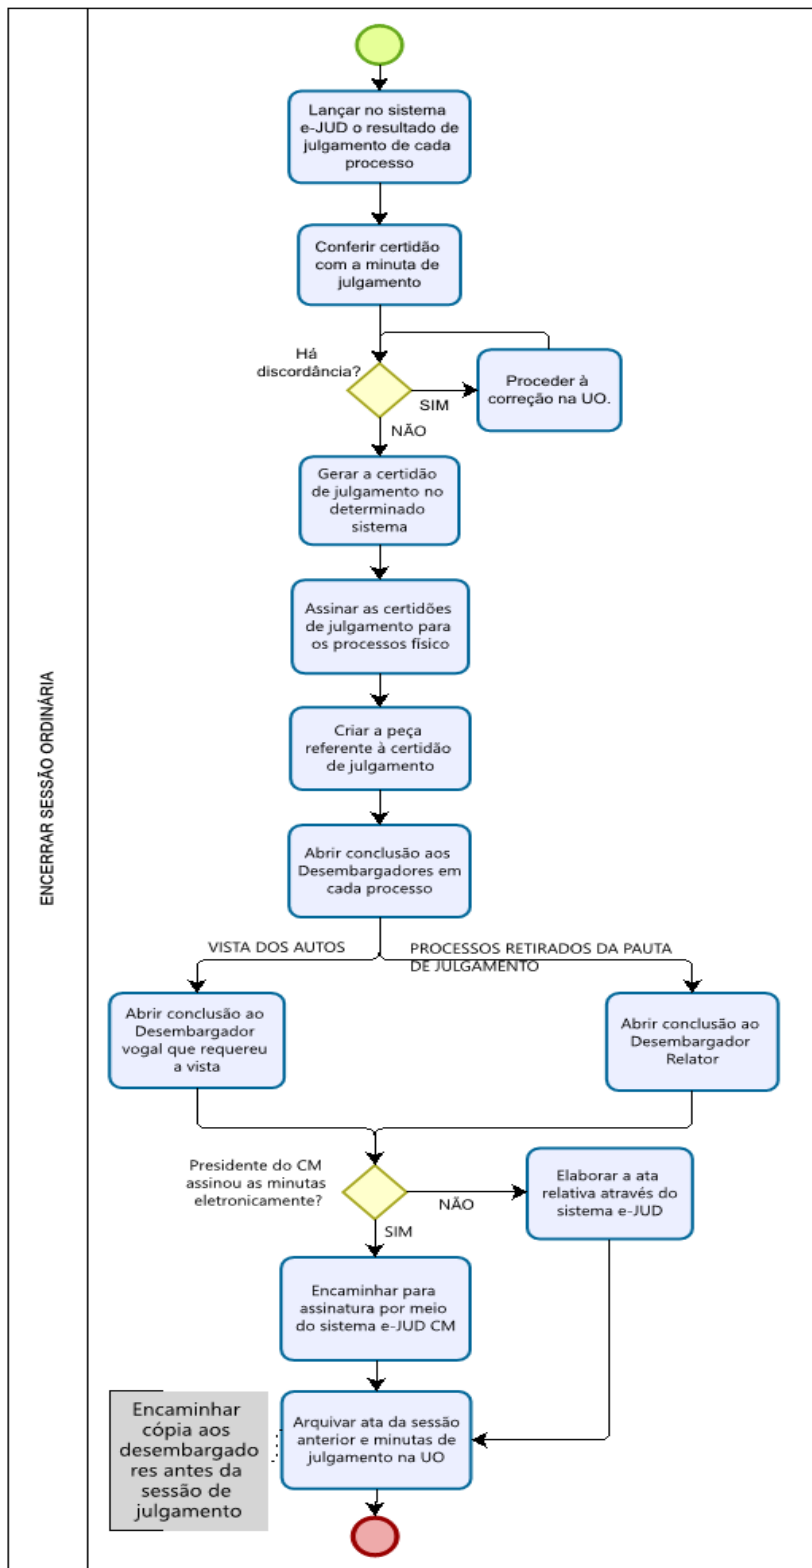 ENCERRAR SESSÃO ORDINÁRIA
Lançar no sistema
e-JUD o resultado de
julgamento de cada
processo
Conferir certidão
com a minuta de
julgamento
Há
discordância?
SIM
Proceder à
correção na UO.
NÃO
Gerar a certidão
de julgamento no
determinado
sistema
Assinar as certidões
de julgamento para
os processos físico
Criar a peça
referente à certidão
de julgamento
Abrir conclusão aos
Desembargadores em
cada processo
VISTA DOS AUTOS
PROCESSOS RETIRADOS DA PAUTA
DE JULGAMENTO
Abrir conclusão ao
Desembargador
vogal que requereu
a vista
Abrir conclusão ao
Desembargador
Relator
Presidente do CM
assinou as minutas
eletronicamente?
NÃO
Elaborar a ata
relativa através do
sistema e-JUD
SIM
Encaminhar para
assinatura por meio
do sistema e-JUD CM
Encaminhar
cópia aos
desembargado
res antes da
sessão de
julgamento
Arquivar ata da sessão
anterior e minutas de
julgamento na UO